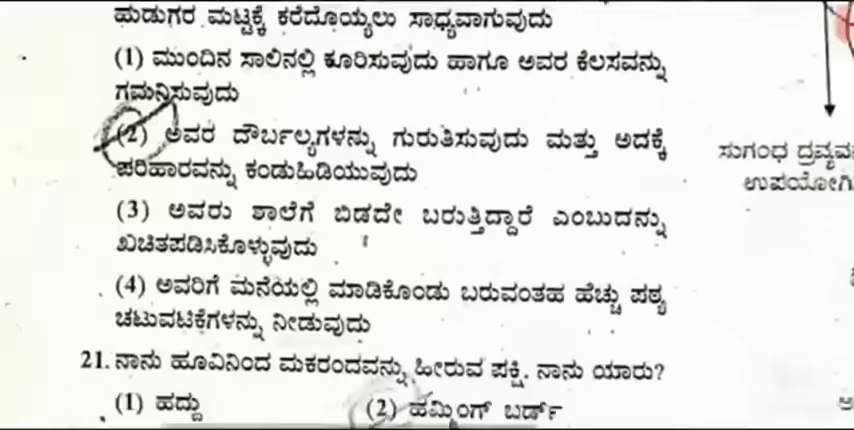 ಹುಡುಗರ ಮಟ್ಟಕ್ಕೆ ಕರೆದೊಯ್ಯಲು ಸಾಧ್ಯವಾಗುವುದು
(1) ಮುಂದಿನ ಸಾಲಿನಲ್ಲಿ ಕೂರಿಸುವುದು ಹಾಗೂ ಅವರ ಕೆಲಸವನ್ನು
ಗಮನಿಸುವುದು
(2) ಅವರ ದೌರ್ಬಲ್ಯಗಳನ್ನು ಗುರುತಿಸುವುದು ಮತ್ತು ಅದಕ್ಕೆ
ಪರಿಹಾರವನ್ನು ಕಂಡುಹಿಡಿಯುವುದು
(3) ಅವರು ಶಾಲೆಗೆ ಬಿಡದೇ ಬರುತ್ತಿದ್ದಾರೆ ಎಂಬುದನ್ನು
ಖಚಿತಪಡಿಸಿಕೊಳ್ಳುವುದು
(4) ಅವರಿಗೆ ಮನೆಯಲ್ಲಿ ಮಾಡಿಕೊಂಡು ಬರುವಂತಹ ಹೆಚ್ಚು ಪಠ್ಯ
ಚಟುವಟಿಕೆಗಳನ್ನು ನೀಡುವುದು
21. ನಾನು ಹೂವಿನಿಂದ ಮಕರಂದವನ್ನು ಹೀರುವ ಪಕ್ಷಿ. ನಾನು ಯಾರು?
(1) ಹದ್ದು (2) ಹಮ್ಮಿಂಗ್ ಬರ್ಡ್
ಸುಗಂಧ